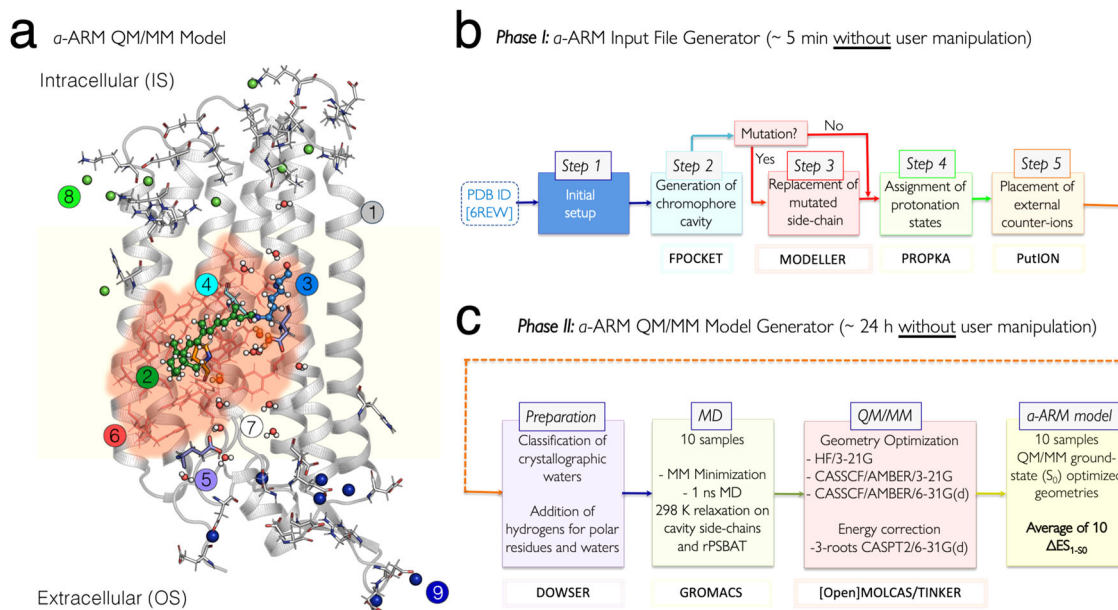 a
a-ARM QM/MM Model
Intracellular (IS)
8
1
4
3
2
6
7
5
9
Extracellular (OS)
b
Phase I: a-ARM Input File Generator (~ 5 min without user manipulation)
Mutation?
No
Yes
PDB ID
[6REW]
Step 1
Initial
setup
Step 2
Generation of
chromophore
cavity
FPOCKET
Step 3
Replacement of
mutated
side-chain
MODELLER
Step 4
Assignment of
protonation
states
PROPKA
Step 5
Placement of
external
counter-ions
PutION
c
Phase II: a-ARM QM/MM Model Generator (~ 24 h without user manipulation)
Preparation
Classification of
crystallographic
waters
Addition of
hydrogens for polar
residues and waters
DOWSER
MD
10 samples
- MM Minimization
- 1 ns MD
298 K relaxation on
cavity side-chains
and rPSBAT
GROMACS
QM/MM
Geometry Optimization
- HF/3-21G
- CASSCF/AMBER/3-21G
- CASSCF/AMBER/6-31G(d)
Energy correction
-3-roots CASPT2/6-31G(d)
[Open]MOLCAS/TINKER
a-ARM model
10 samples
QM/MM ground-
state (S0) optimized
geometries
Average of 10
ΔES1-S0